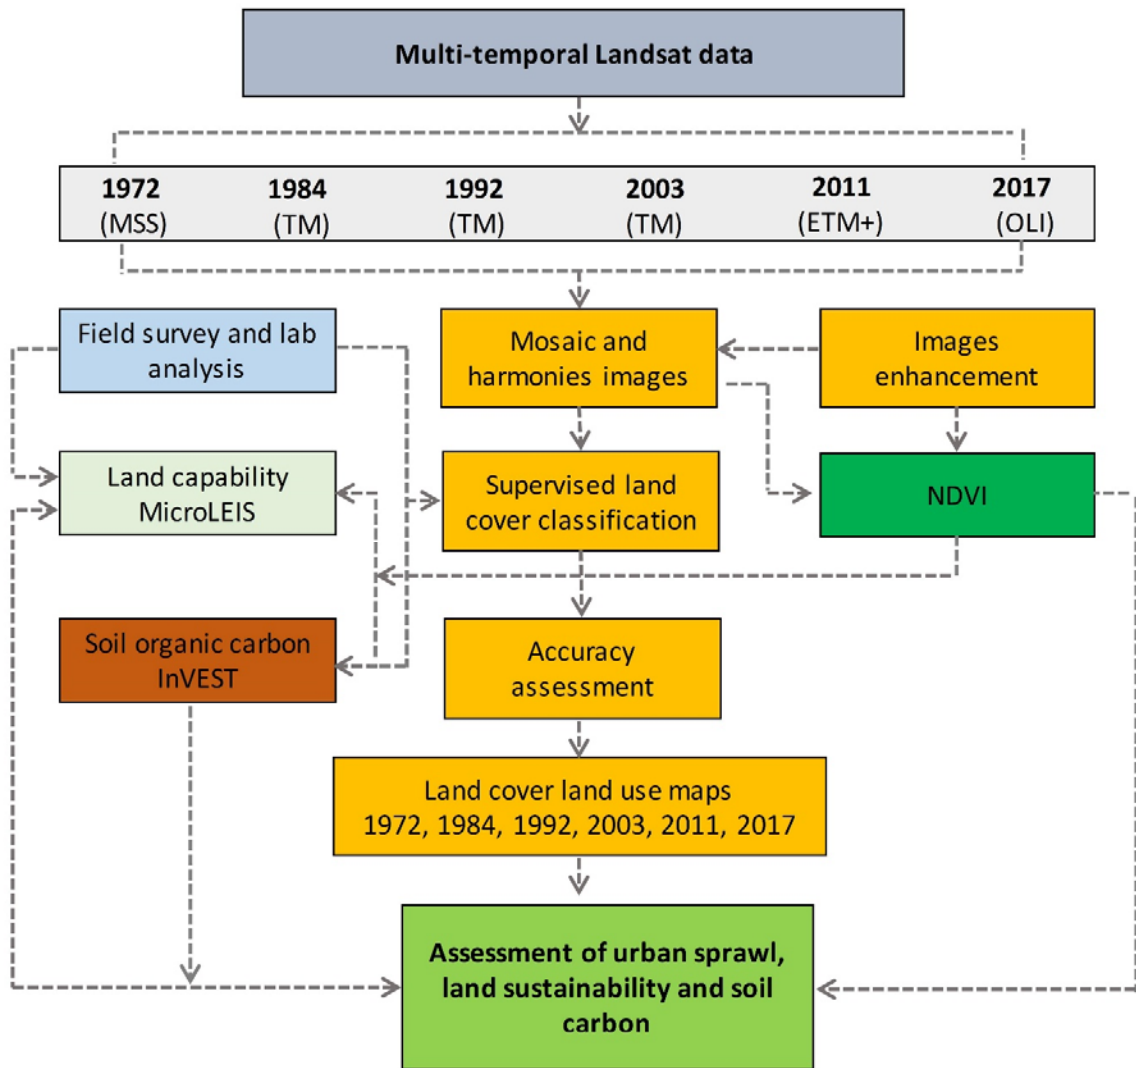 Multi-temporal Landsat data
1972 1984 1992 2003 2011 2017
(MSS) (TM) (TM) (TM) (ETM+) (OLI)
Field survey and lab
analysis
Mosaic and
harmonies images
Images
enhancement
Land capability
MicroLEIS
Supervised land
cover classification
NDVI
Soil organic carbon
InVEST
Accuracy
assessment
Land cover land use maps
1972, 1984, 1992, 2003, 2011, 2017
Assessment of urban sprawl,
land sustainability and soil
carbon